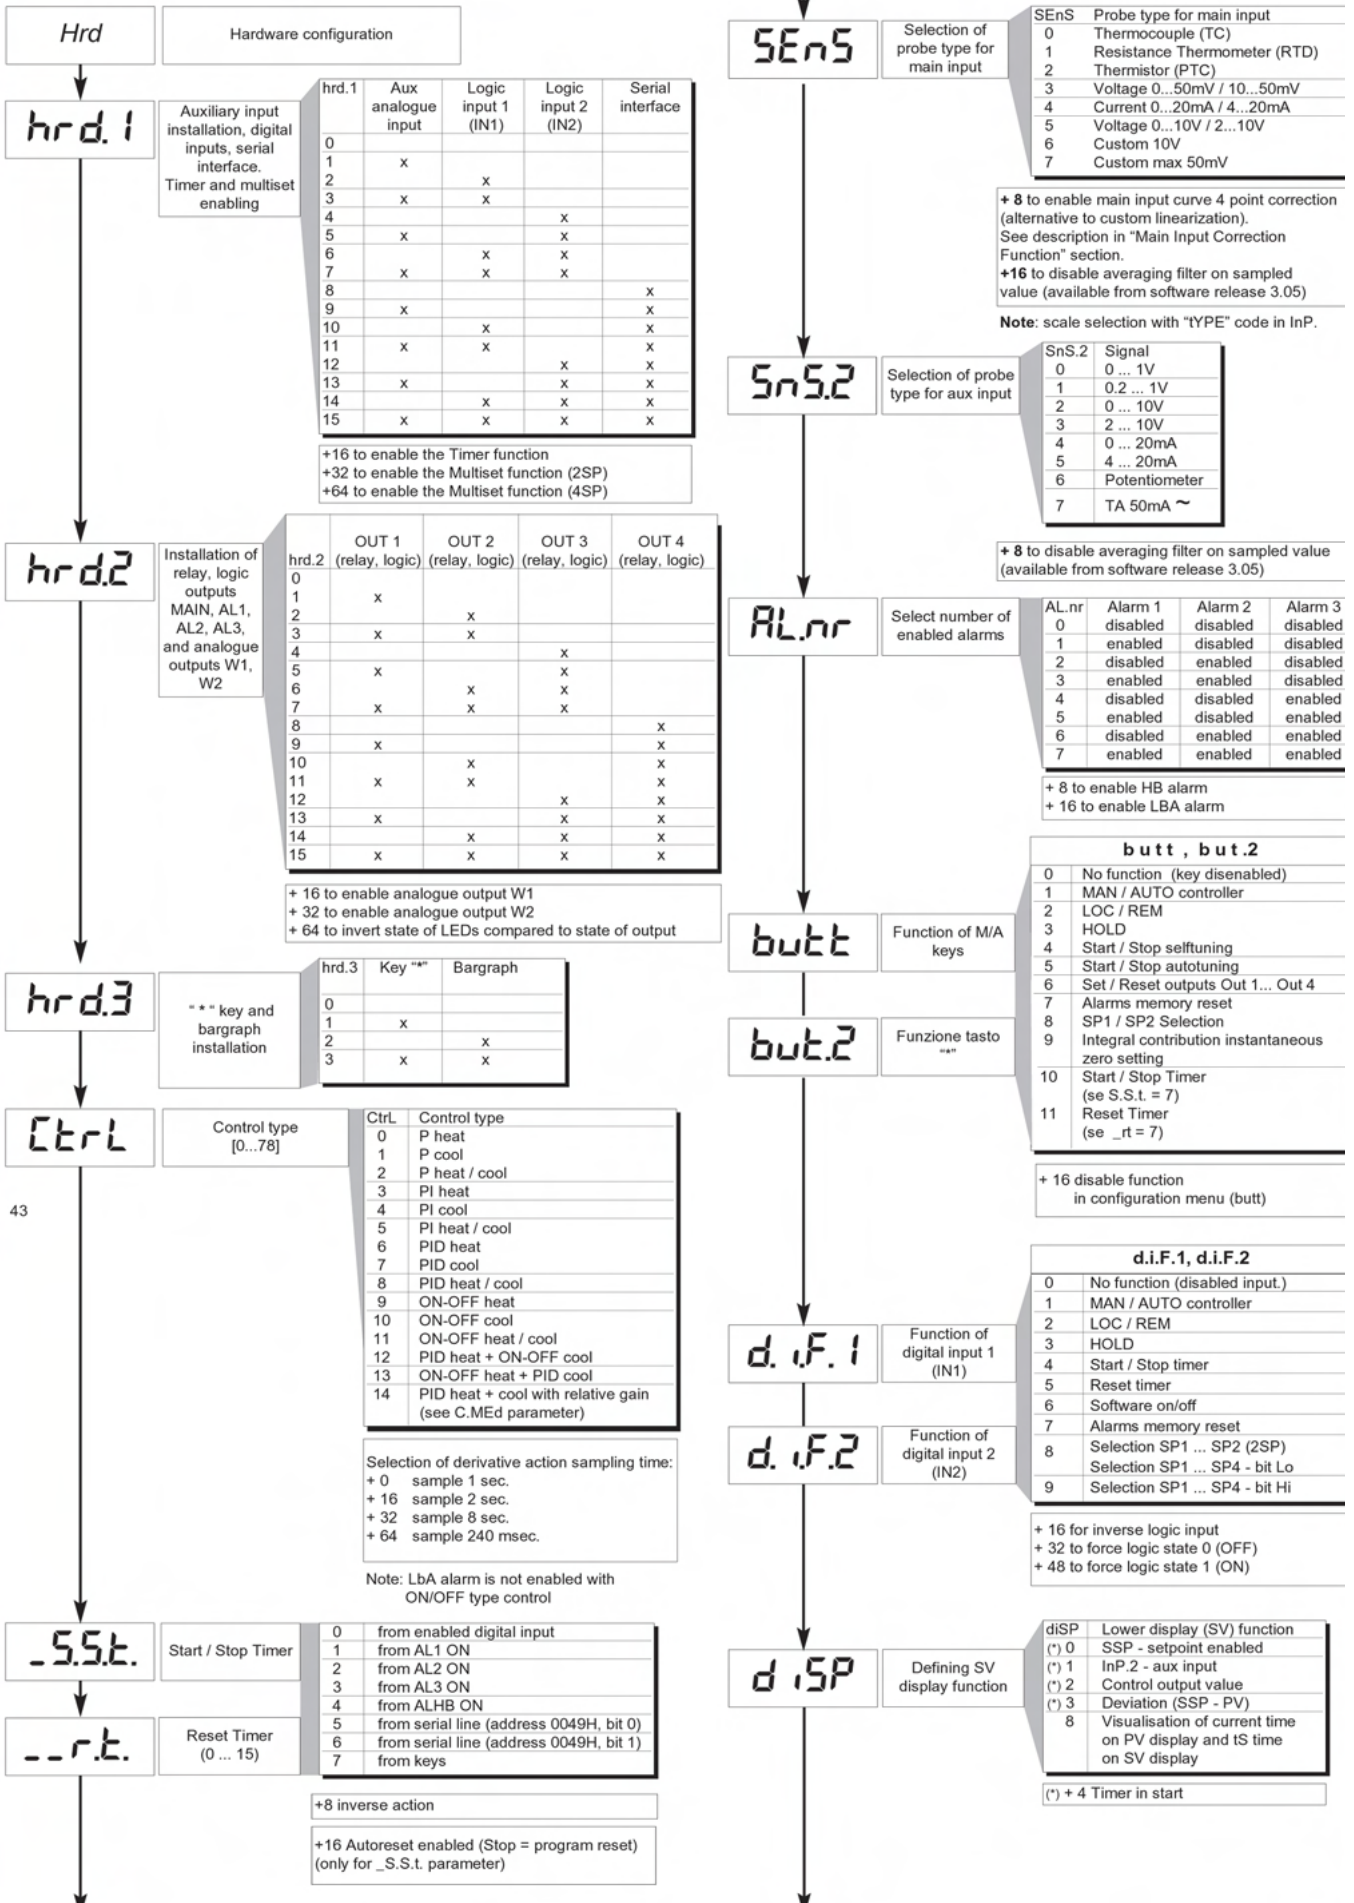 Hrd
Hardware configuration
hrd.1
Auxiliary input
installation, digital
inputs, serial
interface.
Timer and multiset
enabling
hrd.1 Aux analogue input Logic input 1 (IN1) Logic input 2 (IN2) Serial interface
0
1 x
2 x
3 x x
4 x
5 x x
6 x x
7 x x x
8 x
9 x x
10 x x
11 x x x
12 x x
13 x x x
14 x x x
15 x x x x
+16 to enable the Timer function
+32 to enable the Multiset function (2SP)
+64 to enable the Multiset function (4SP)
hrd.2
Installation of
relay, logic
outputs
MAIN, AL1,
AL2, AL3,
and analogue
outputs W1,
W2
OUT 1 OUT 2 OUT 3 OUT 4
hrd.2 (relay, logic) (relay, logic) (relay, logic) (relay, logic)
0
1 x
2 x
3 x x
4 x
5 x x
6 x x
7 x x x
8 x
9 x x
10 x x
11 x x x
12 x x
13 x x x
14 x x x
15 x x x x
+ 16 to enable analogue output W1
+ 32 to enable analogue output W2
+ 64 to invert state of LEDs compared to state of output
hrd.3
" * " key and
bargraph
installation
hrd.3 Key "*" Bargraph
0
1 x
2 x
3 x x
CtrL
Control type
[0...78]
CtrL Control type
0 P heat
1 P cool
2 P heat / cool
3 PI heat
4 PI cool
5 PI heat / cool
6 PID heat
7 PID cool
8 PID heat / cool
9 ON-OFF heat
10 ON-OFF cool
11 ON-OFF heat / cool
12 PID heat + ON-OFF cool
13 ON-OFF heat + PID cool
14 PID heat + cool with relative gain
(see C.MEd parameter)
43
Selection of derivative action sampling time:
+ 0 sample 1 sec.
+ 16 sample 2 sec.
+ 32 sample 8 sec.
+ 64 sample 240 msec.
Note: LbA alarm is not enabled with
ON/OFF type control
_S.S.t.
Start / Stop Timer
__r.t.
Reset Timer
(0 ... 15)
0 from enabled digital input
1 from AL1 ON
2 from AL2 ON
3 from AL3 ON
4 from ALHB ON
5 from serial line (address 0049H, bit 0)
6 from serial line (address 0049H, bit 1)
7 from keys
+8 inverse action
+16 Autoreset enabled (Stop = program reset)
(only for _S.S.t. parameter)
SEnS
Selection of
probe type for
main input
SEnS Probe type for main input
0 Thermocouple (TC)
1 Resistance Thermometer (RTD)
2 Thermistor (PTC)
3 Voltage 0...50mV / 10...50mV
4 Current 0...20mA / 4...20mA
5 Voltage 0...10V / 2...10V
6 Custom 10V
7 Custom max 50mV
+ 8 to enable main input curve 4 point correction
(alternative to custom linearization).
See description in "Main Input Correction
Function" section.
+16 to disable averaging filter on sampled
value (available from software release 3.05)
Note: scale selection with "tYPE" code in InP.
SnS.2
Selection of probe
type for aux input
SnS.2 Signal
0 0 ... 1V
1 0.2 ... 1V
2 0 ... 10V
3 2 ... 10V
4 0 ... 20mA
5 4 ... 20mA
6 Potentiometer
7 TA 50mA ~
+ 8 to disable averaging filter on sampled value
(available from software release 3.05)
AL.nr
Select number of
enabled alarms
AL.nr Alarm 1 Alarm 2 Alarm 3
0 disabled disabled disabled
1 enabled disabled disabled
2 disabled enabled disabled
3 enabled enabled disabled
4 disabled disabled enabled
5 enabled disabled enabled
6 disabled enabled enabled
7 enabled enabled enabled
+ 8 to enable HB alarm
+ 16 to enable LBA alarm
butt
Function of M/A
keys
but.2
Funzione tasto
"*"
butt , but.2
0 No function (key disenabled)
1 MAN / AUTO controller
2 LOC / REM
3 HOLD
4 Start / Stop selftuning
5 Start / Stop autotuning
6 Set / Reset outputs Out 1... Out 4
7 Alarms memory reset
8 SP1 / SP2 Selection
9 Integral contribution instantaneous
zero setting
10 Start / Stop Timer
(se S.S.t. = 7)
11 Reset Timer
(se _rt = 7)
+ 16 disable function
in configuration menu (butt)
d.i.F.1
Function of
digital input 1
(IN1)
d.i.F.2
Function of
digital input 2
(IN2)
d.i.F.1, d.i.F.2
0 No function (disabled input.)
1 MAN / AUTO controller
2 LOC / REM
3 HOLD
4 Start / Stop timer
5 Reset timer
6 Software on/off
7 Alarms memory reset
8 Selection SP1 ... SP2 (2SP)
Selection SP1 ... SP4 - bit Lo
9 Selection SP1 ... SP4 - bit Hi
+ 16 for inverse logic input
+ 32 to force logic state 0 (OFF)
+ 48 to force logic state 1 (ON)
diSP
Defining SV
display function
diSP Lower display (SV) function
(*) 0 SSP - setpoint enabled
(*) 1 InP.2 - aux input
(*) 2 Control output value
(*) 3 Deviation (SSP - PV)
8 Visualisation of current time
on PV display and tS time
on SV display
(*) + 4 Timer in start